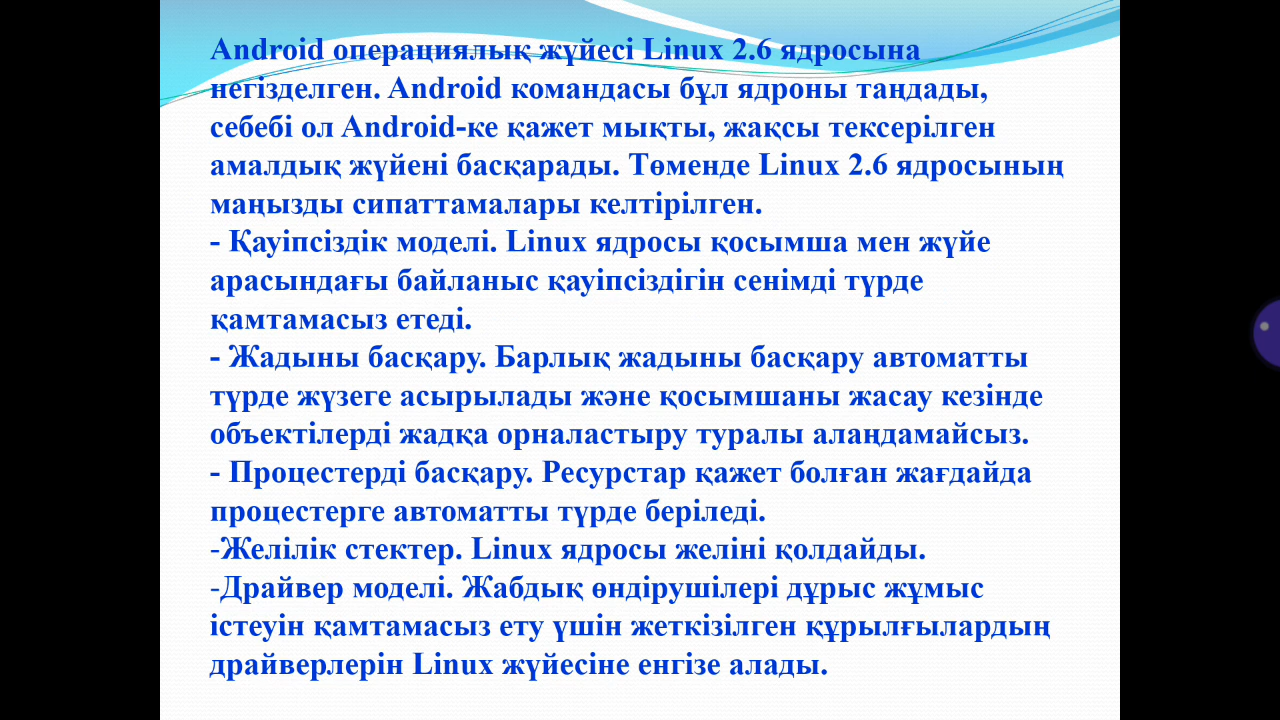 Android операциялық жүйесі Linux 2.6 ядросына
негізделген. Android командасы бұл ядроны таңдады,
себебі ол Android-ке қажет мықты, жақсы тексерілген
амалдық жүйені басқарады. Төменде Linux 2.6 ядросының
маңызды сипаттамалары келтірілген.
- Қауіпсіздік моделі. Linux ядросы қосымша мен жүйе
арасындағы байланыс қауіпсіздігін сенімді түрде
қамтамасыз етеді.
- Жадыны басқару. Барлық жадыны басқару автоматты
түрде жүзеге асырылады және қосымшаны жасау кезінде
объектілерді жадқа орналастыру туралы алаңдамайсыз.
- Процестерді басқару. Ресурстар қажет болған жағдайда
процестерге автоматты түрде беріледі.
-Желілік стектер. Linux ядросы желіні қолдайды.
-Драйвер моделі. Жабдық өндірушілері дұрыс жұмыс
істеуін қамтамасыз ету үшін жеткізілген құрылғылардың
драйверлерін Linux жүйесіне енгізе алады.